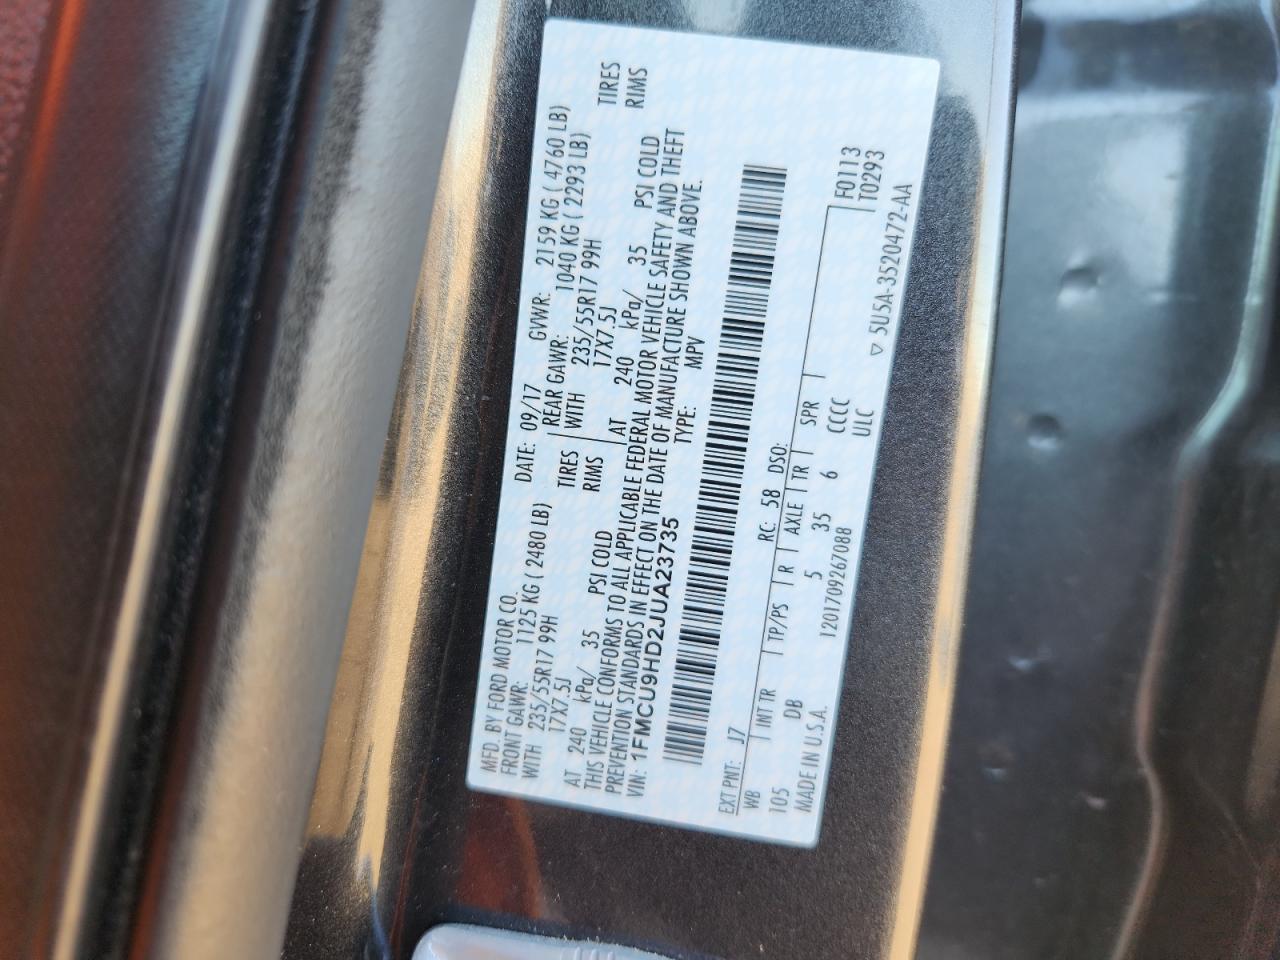 MFD. BY FORD MOTOR CO. DATE: 09/17 GVWR: 2159 KG ( 4760 LB)
FRONT GAWR: 1125 KG ( 2480 LB) REAR GAWR: 1040 KG ( 2293 LB)
WITH 235/55R17 99H TIRES WITH 235/55R17 99H TIRES
17X7.5J RIMS 17X7.5J RIMS
AT 240 kPa/ 35 PSI COLD AT 240 kPa/ 35 PSI COLD
THIS VEHICLE CONFORMS TO ALL APPLICABLE FEDERAL MOTOR VEHICLE SAFETY AND THEFT
PREVENTION STANDARDS IN EFFECT ON THE DATE OF MANUFACTURE SHOWN ABOVE.
VIN: 1FMCU9HD2JUA23735 TYPE: MPV
EXT PNT: J7 RC: 58 DSO: F0113
WB INT TR TP/PS R AXLE TR SPR T0293
105 DB 5 35 6 CCCC
MADE IN U.S.A. 1201709267088 ULC ▽ 5U5A-3520472-AA